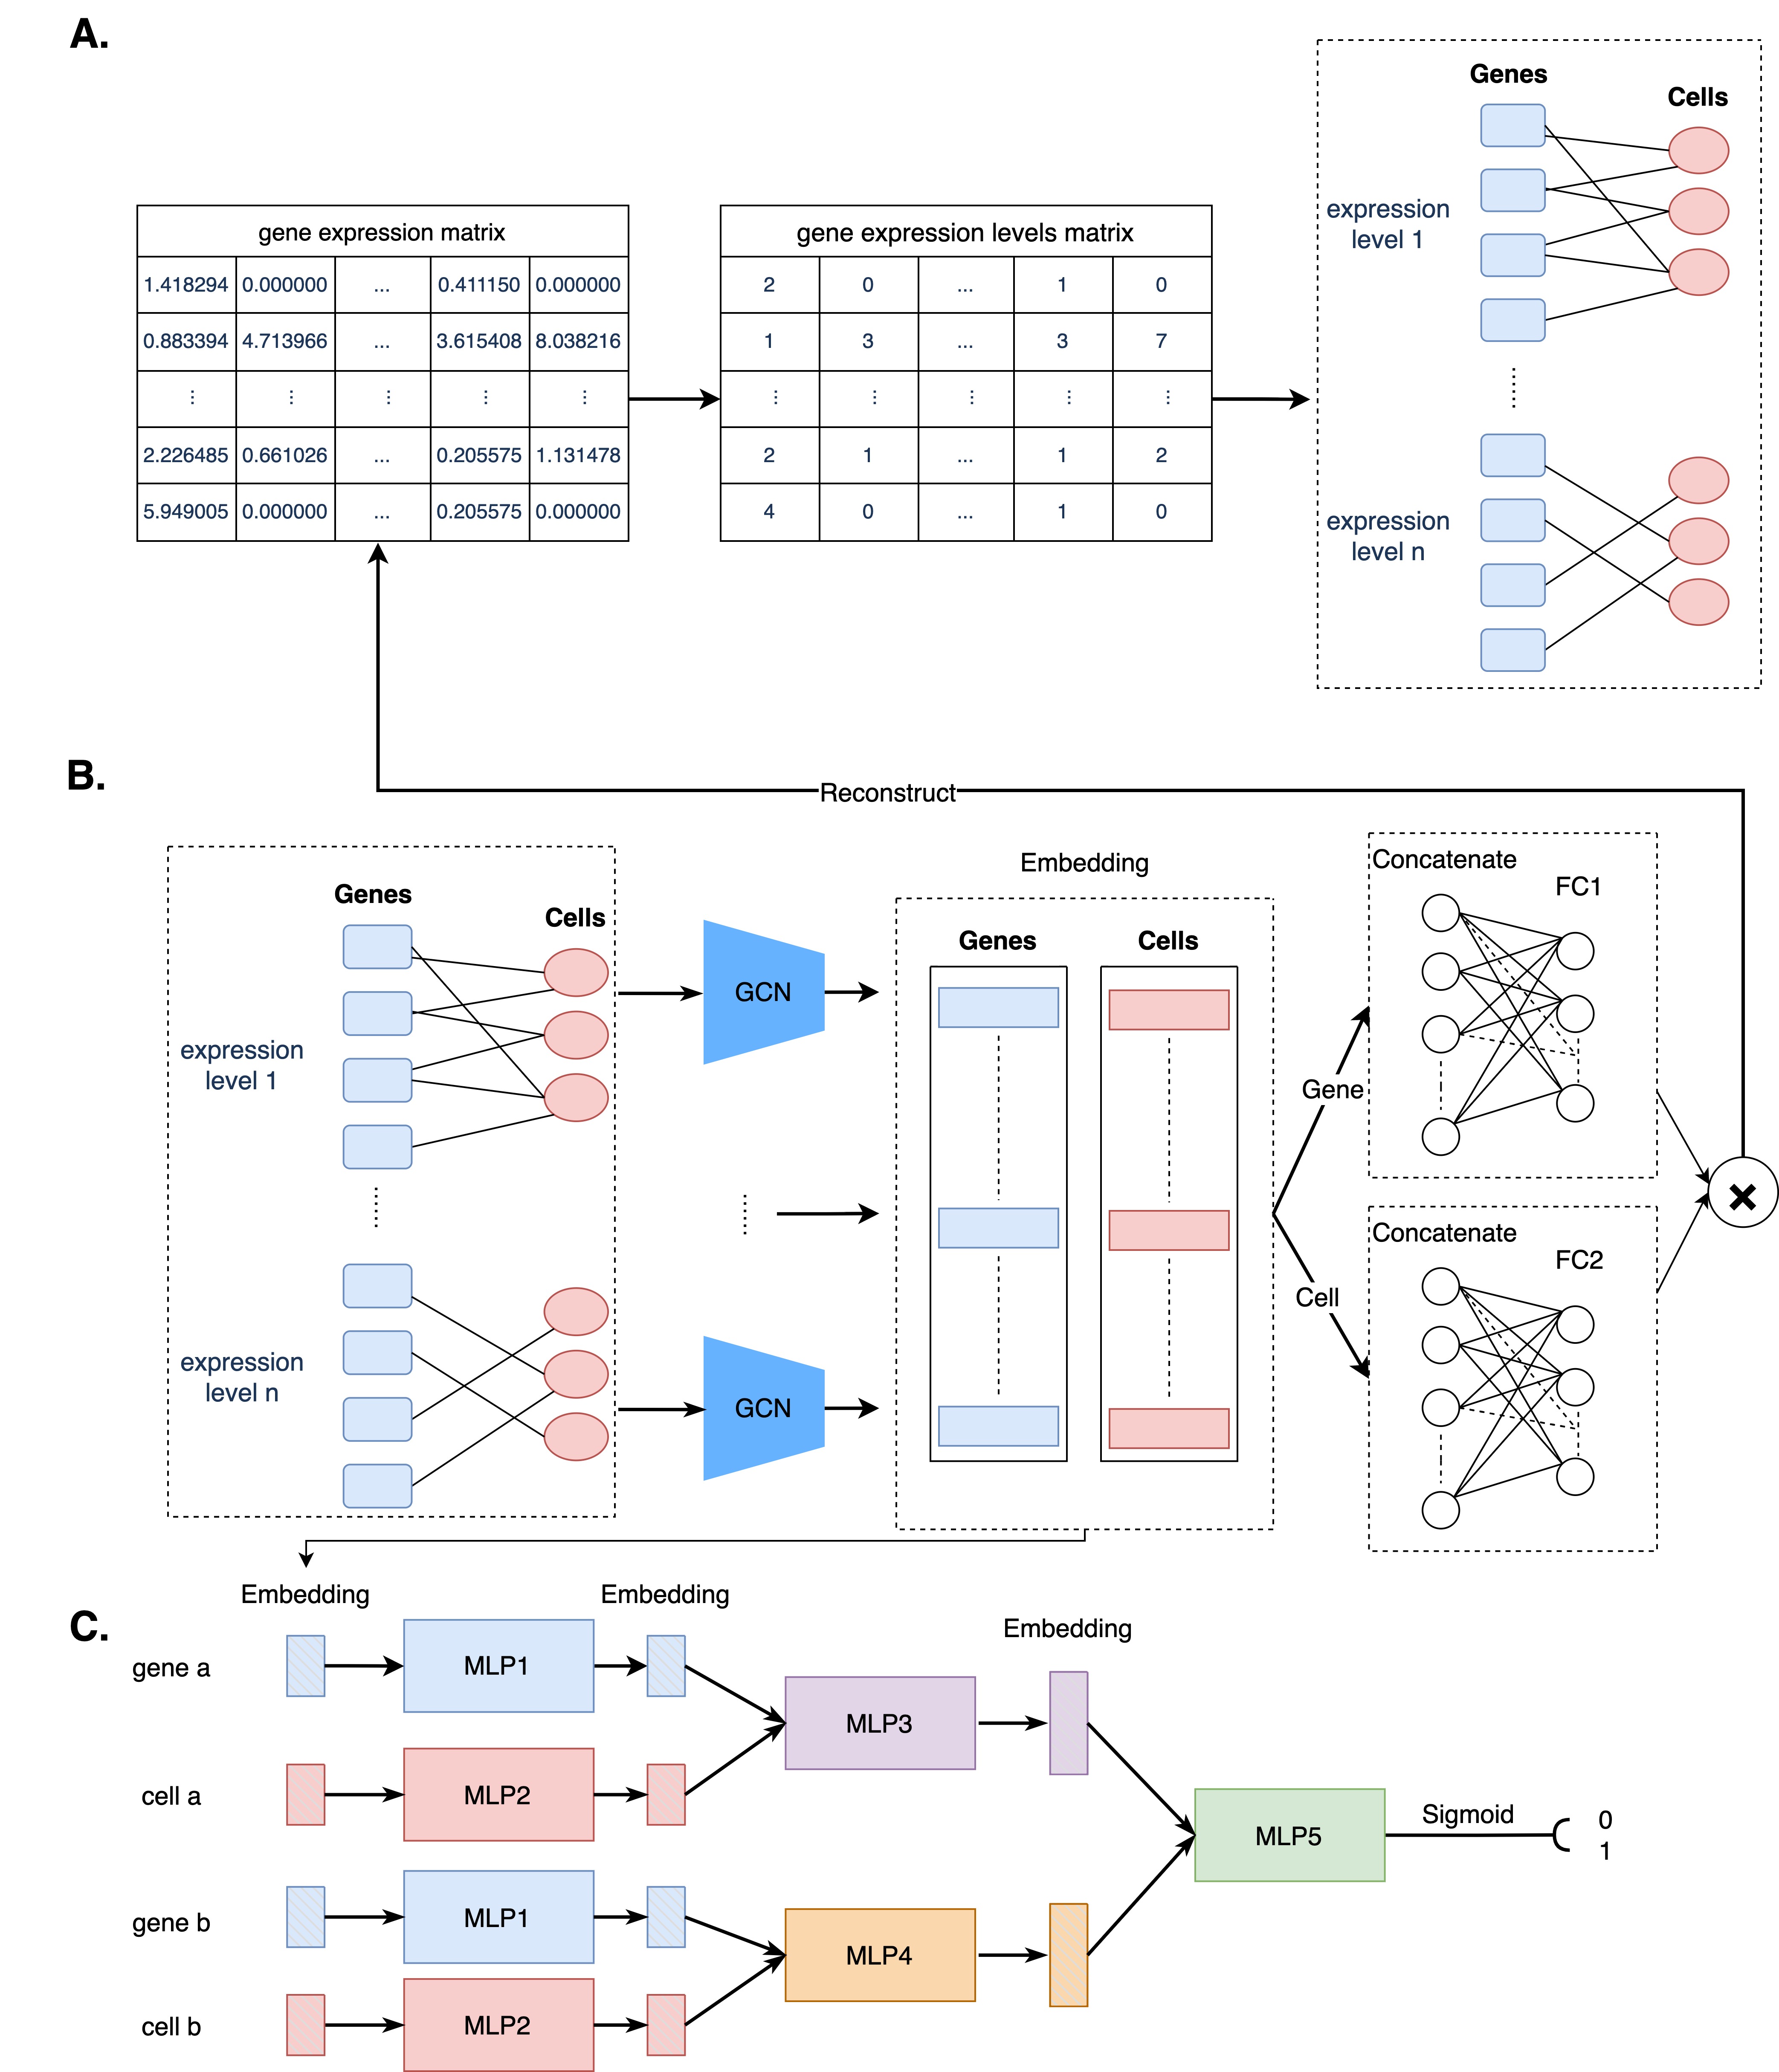 A.
Genes
Cells
expression
level 1
expression
level n
gene expression matrix
1.418294 0.000000 ... 0.411150 0.000000
0.883394 4.713966 ... 3.615408 8.038216
⋮ ⋮ ⋮ ⋮ ⋮
2.226485 0.661026 ... 0.205575 1.131478
5.949005 0.000000 ... 0.205575 0.000000
gene expression levels matrix
2 0 ... 1 0
1 3 ... 3 7
⋮ ⋮ ⋮ ⋮ ⋮
2 1 ... 1 2
4 0 ... 1 0
B.
Reconstruct
Genes
Cells
expression
level 1
expression
level n
GCN
GCN
Embedding
Genes
Cells
Gene
Cell
Concatenate
FC1
Concatenate
FC2
×
C.
Embedding
Embedding
Embedding
gene a
MLP1
cell a
MLP2
gene b
MLP1
cell b
MLP2
MLP3
MLP4
MLP5
Sigmoid
0
1